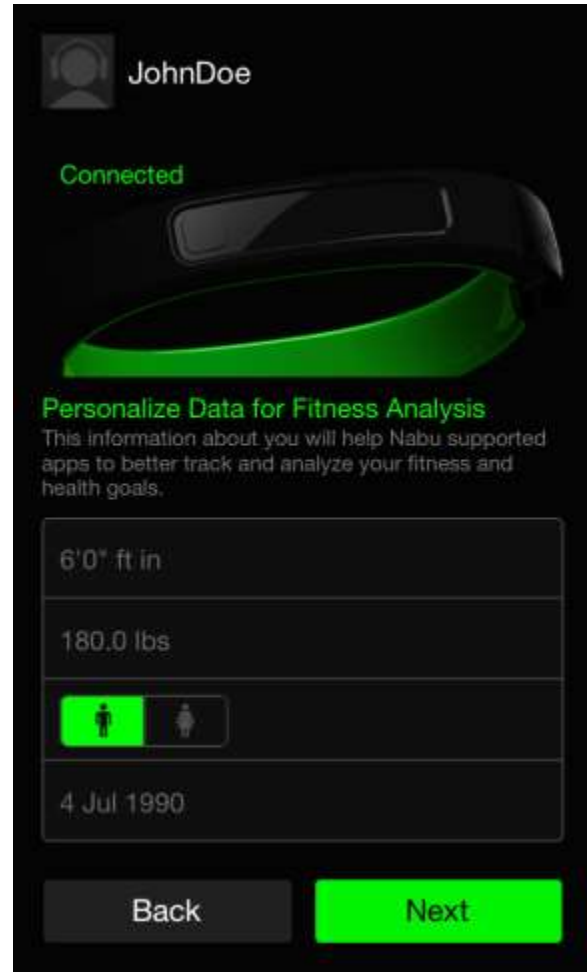 JohnDoe
Connected
Personalize Data for Fitness Analysis
This information about you will help Nabu supported
apps to better track and analyze your fitness and
health goals.
6'0" ft in
180.0 lbs
4 Jul 1990
Back
Next